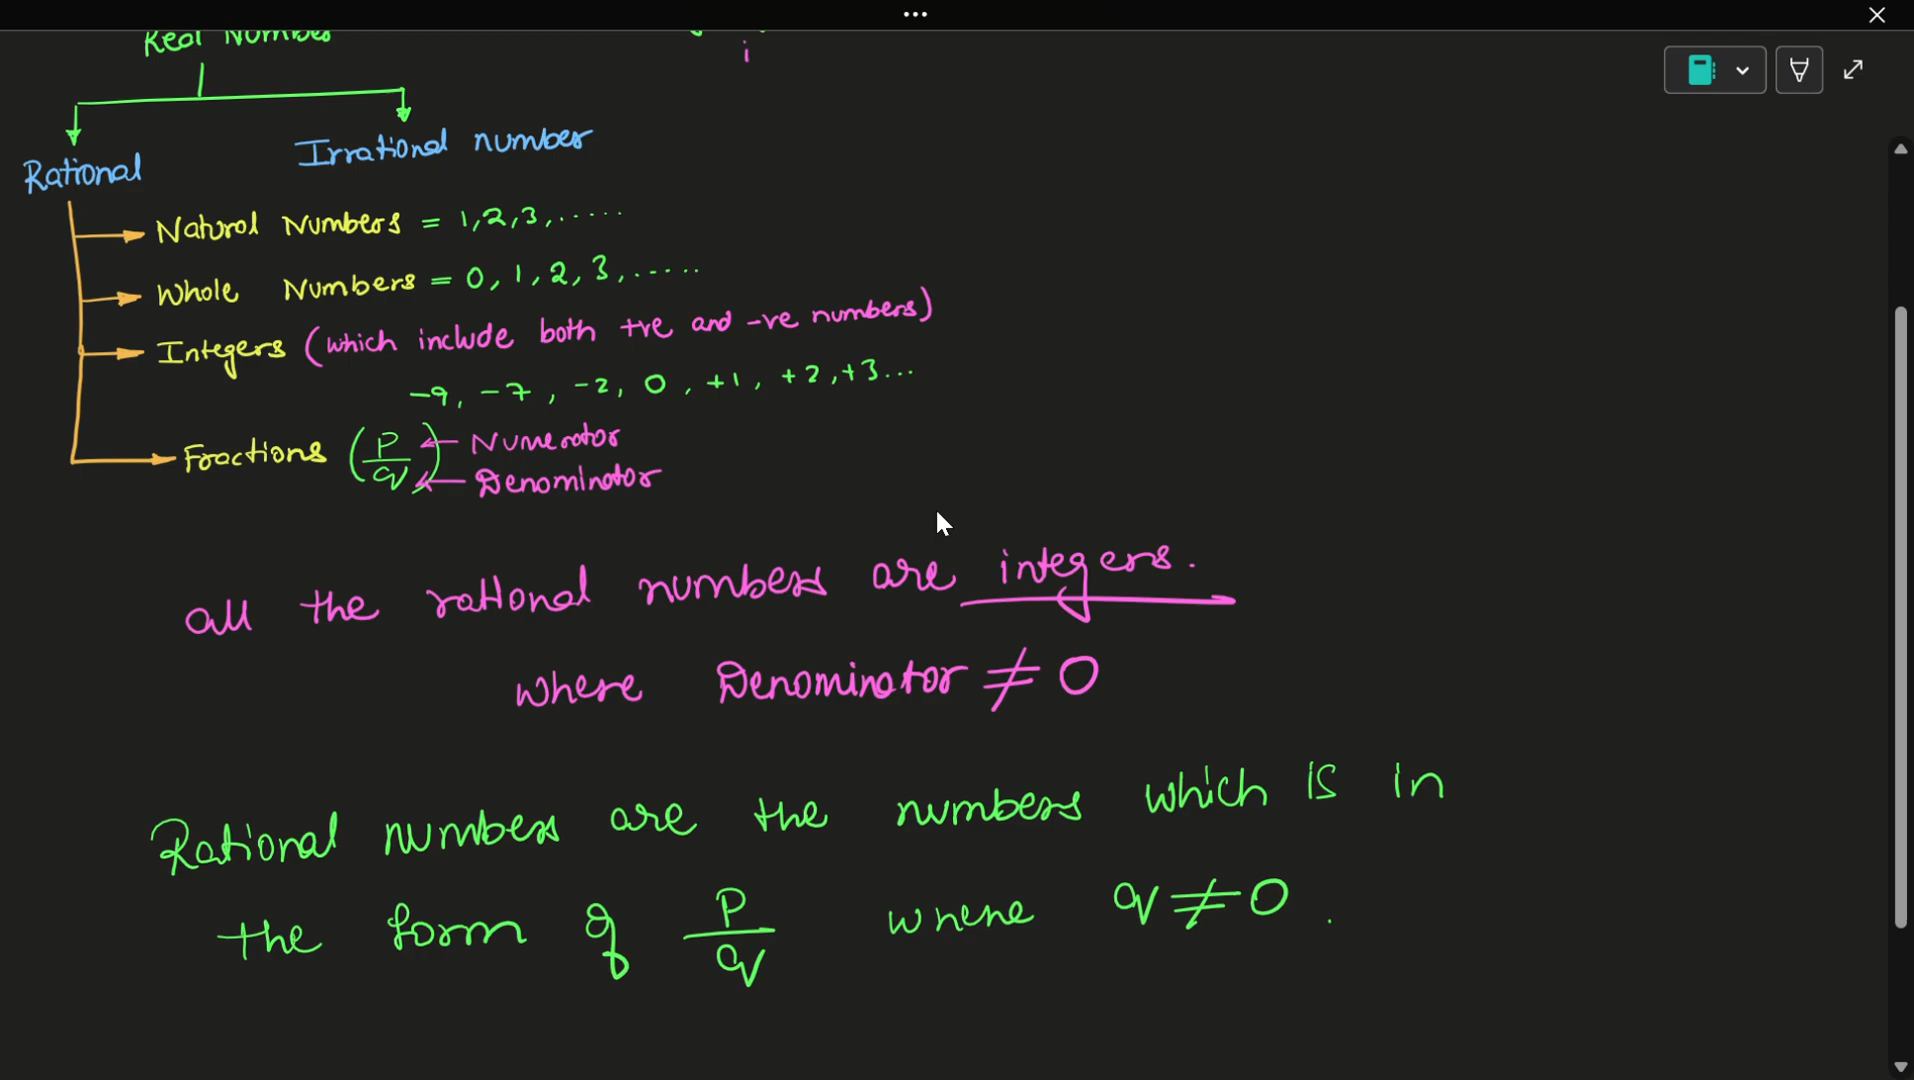 Real Number
i
Rational
Irrational number
Natural Numbers = 1, 2, 3, .....
Whole Numbers = 0, 1, 2, 3, .....
Integers (which include both +ve and -ve numbers)
-9, -7, -2, 0, +1, +2, +3...
Fractions (P/q) ← Numerator
← Denominator
all the rational numbers are integers.
where Denominator ≠ 0
Rational numbers are the numbers which is in
the form of P/q where q ≠ 0.